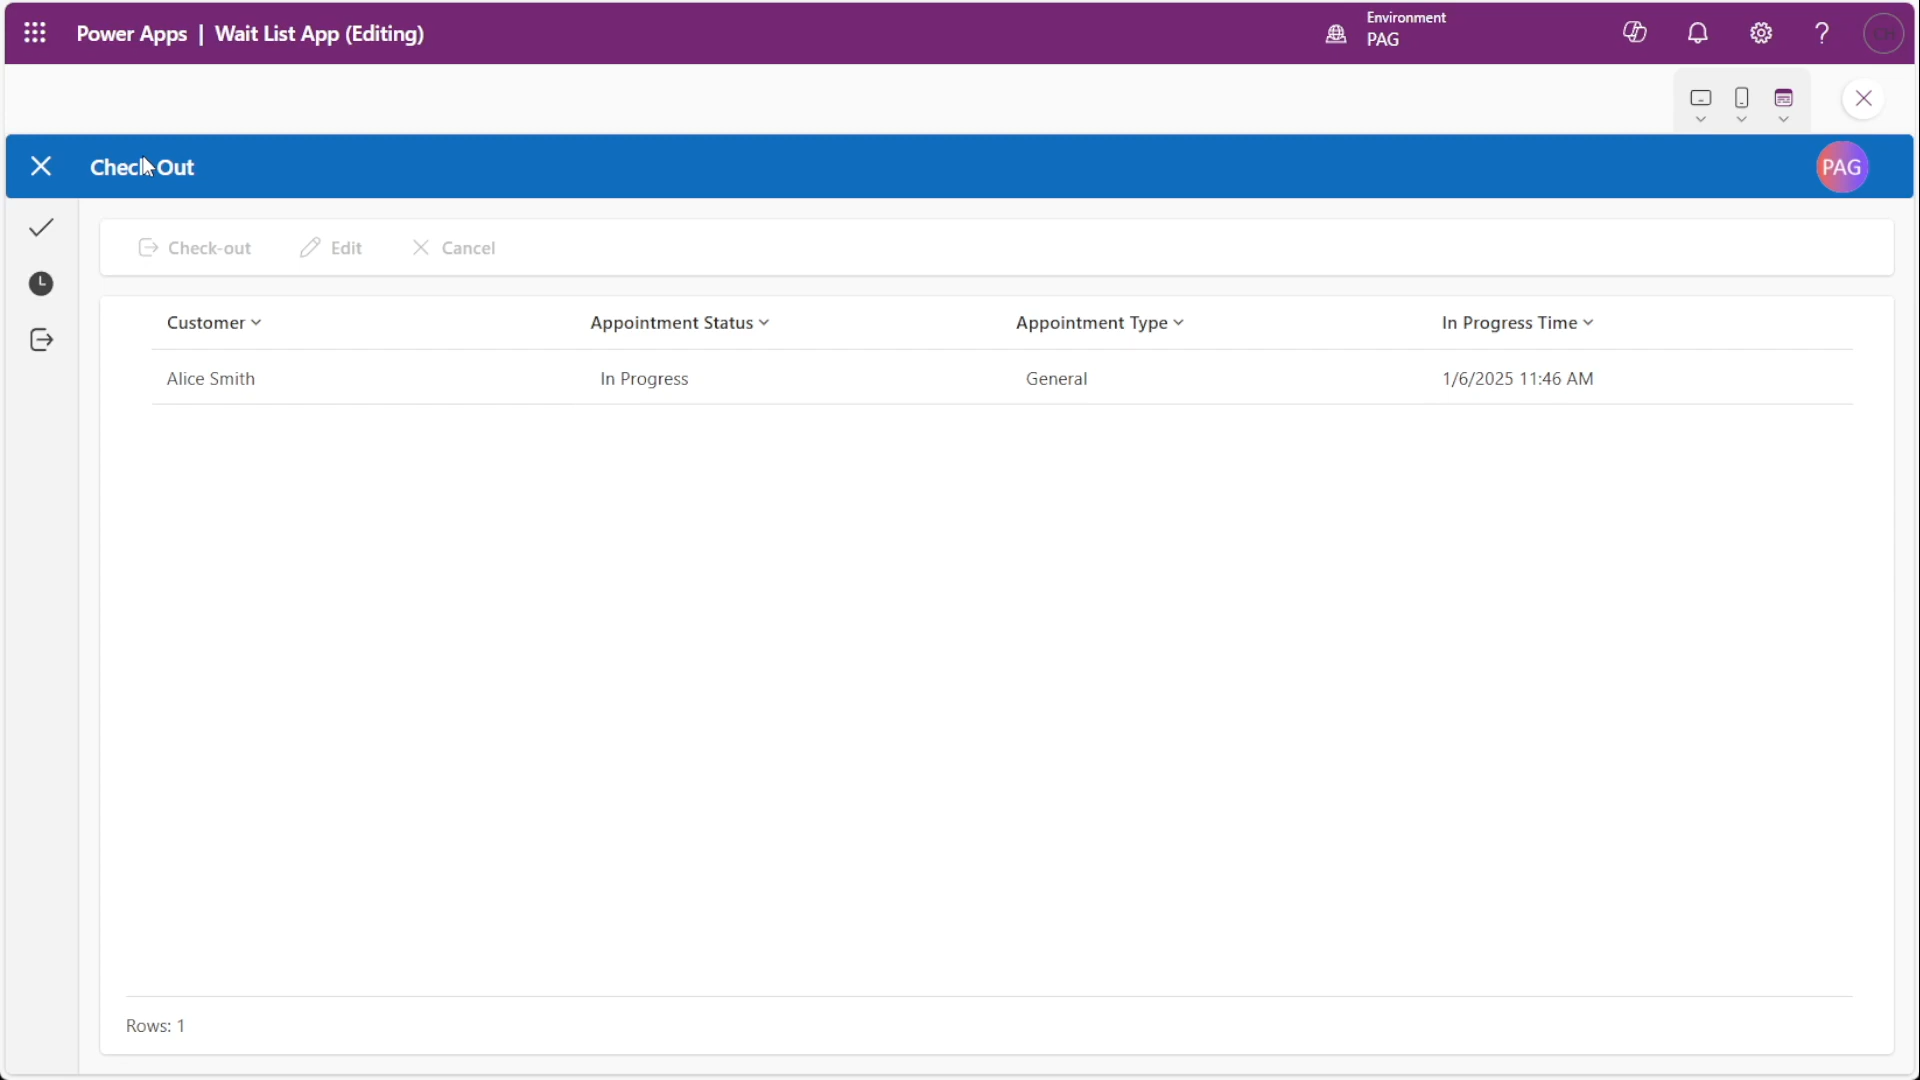 Power Apps | Wait List App (Editing)
Environment
PAG
Check-Out
PAG
Check-out Edit Cancel
Customer Appointment Status Appointment Type In Progress Time
Alice Smith In Progress General 1/6/2025 11:46 AM
Rows: 1